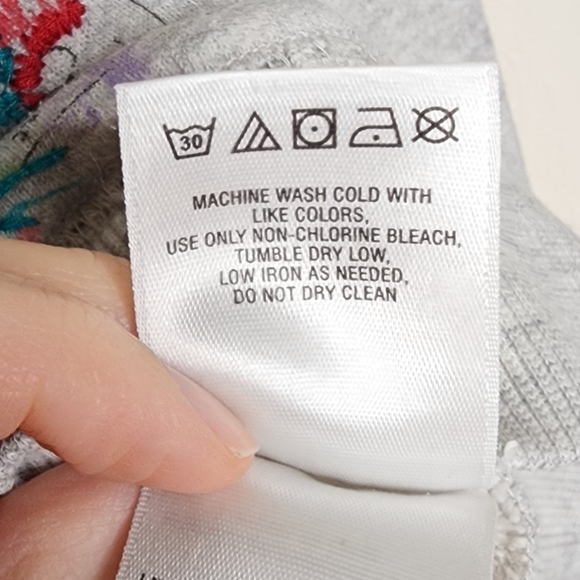 30
MACHINE WASH COLD WITH
LIKE COLORS,
USE ONLY NON-CHLORINE BLEACH,
TUMBLE DRY LOW,
LOW IRON AS NEEDED,
DO NOT DRY CLEAN